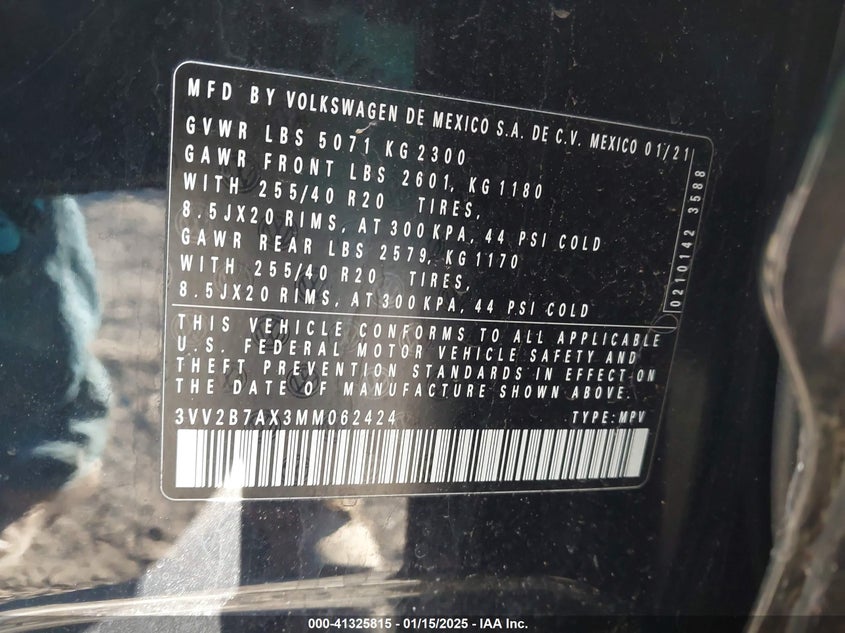 MFD BY VOLKSWAGEN DE MEXICO S.A. DE C.V. MEXICO 01/21
GVWR LBS 5071 KG 2300
GAWR FRONT LBS 2601, KG 1180
WITH 255/40 R20 TIRES,
8.5JX20 RIMS, AT 300 KPA, 44 PSI COLD
GAWR REAR LBS 2579, KG 1170
WITH 255/40 R20 TIRES,
8.5JX20 RIMS, AT 300 KPA, 44 PSI COLD
0210142 3588
THIS VEHICLE CONFORMS TO ALL APPLICABLE
U.S. FEDERAL MOTOR VEHICLE SAFETY AND
THEFT PREVENTION STANDARDS IN EFFECT ON
THE DATE OF MANUFACTURE SHOWN ABOVE.
3VV2B7AX3MM062424 TYPE: MPV
000-41325815 - 01/15/2025 - IAA Inc.